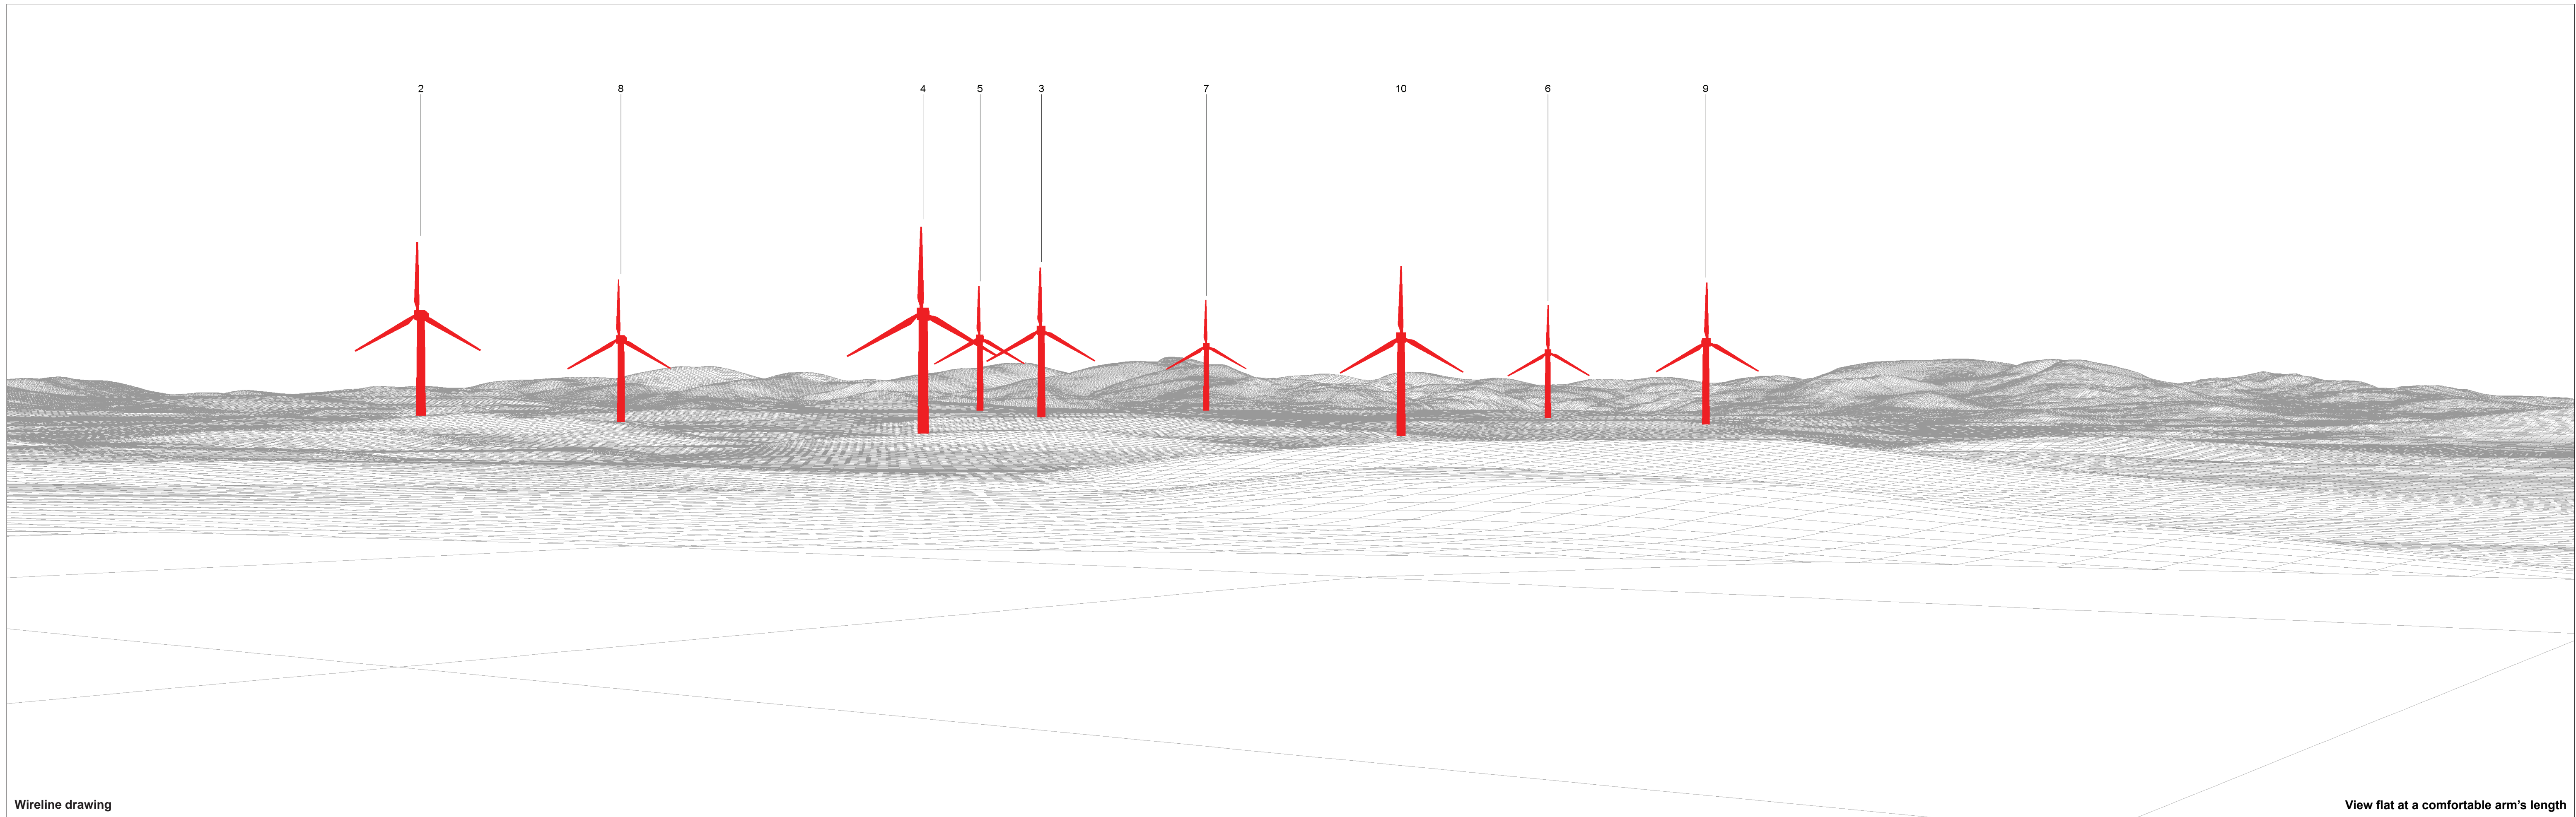 2 8 4 5 3 7 10 6 9
Wireline drawing
View flat at a comfortable arm's length